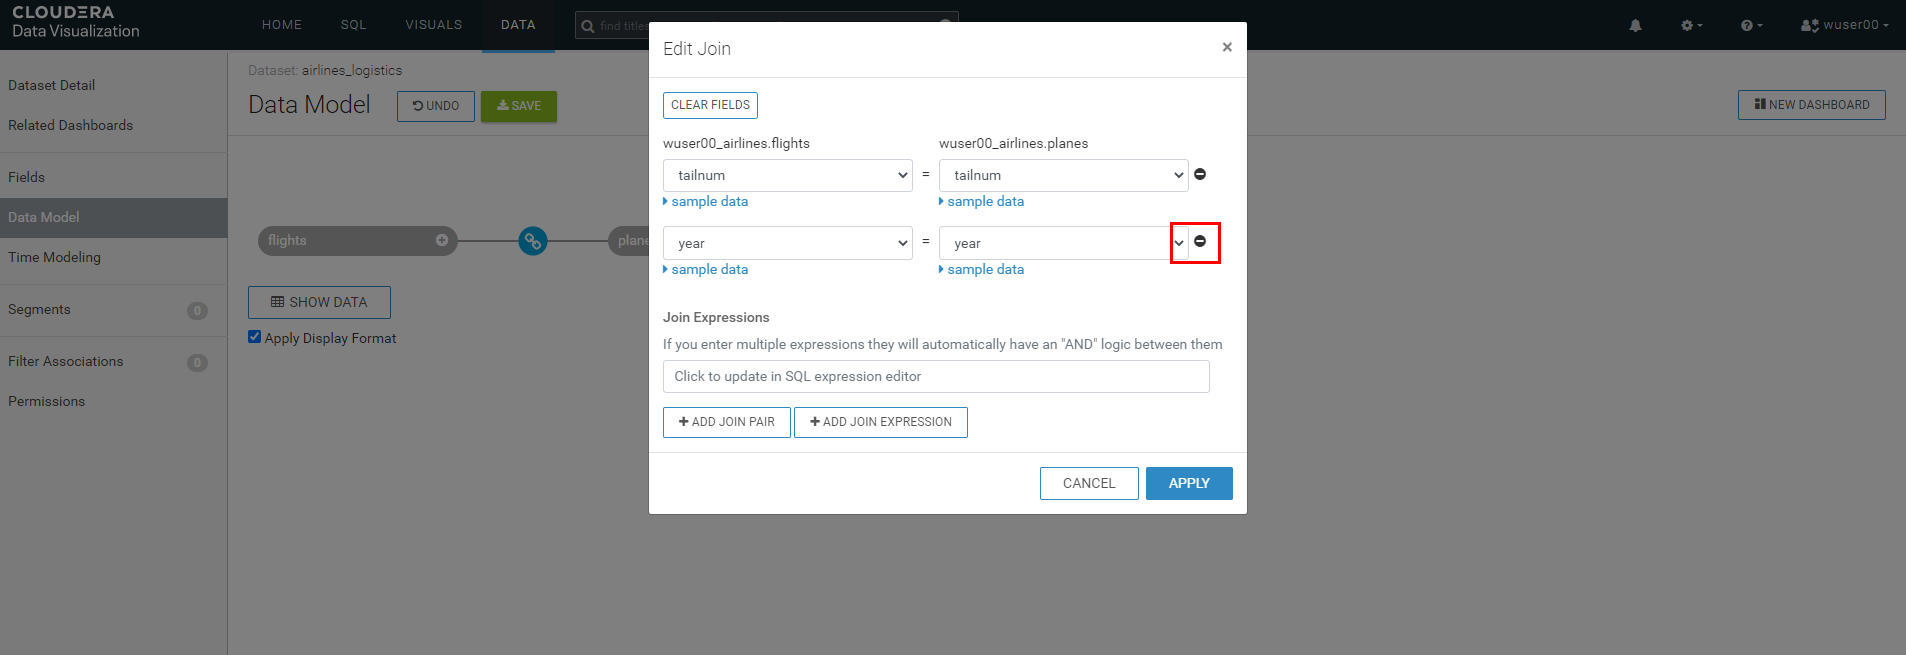 CLOUDERA
Data Visualization
HOME
SQL
VISUALS
DATA
find titles
wuser00
Dataset Detail
Related Dashboards
Fields
Data Model
Time Modeling
Segments
0
Filter Associations
0
Permissions
Dataset: airlines_logistics
Data Model
UNDO
SAVE
NEW DASHBOARD
flights
plane
SHOW DATA
Apply Display Format
Edit Join
×
CLEAR FIELDS
wuser00_airlines.flights
wuser00_airlines.planes
tailnum = tailnum
sample data
sample data
year = year
sample data
sample data
Join Expressions
If you enter multiple expressions they will automatically have an "AND" logic between them
Click to update in SQL expression editor
ADD JOIN PAIR
ADD JOIN EXPRESSION
CANCEL
APPLY